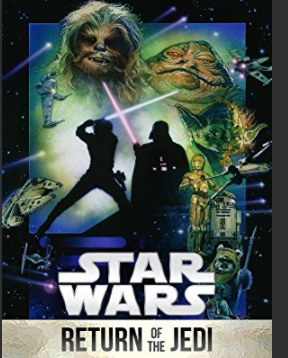 STAR
WARS
RETURN OF THE JEDI